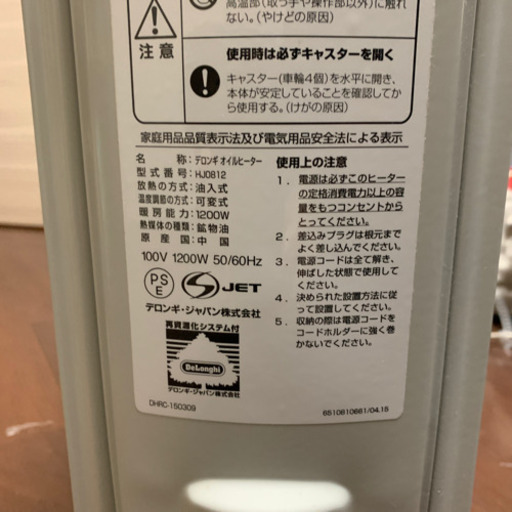 高温部(取っ手や操作部以外)に触れ
ない。(やけどの原因)
注意
使用時は必ずキャスターを開く
キャスター(車輪4個)を水平に開き、
本体が安定していることを確認してか
ら使用する。(けがの原因)
家庭用品品質表示法及び電気用品安全法による表示
名称:デロンギ オイルヒーター
型式番号:HJ0812
放熱の方式:油入式
温度調節の方式:可変式
暖房能力:1200W
熱媒体の種類:鉱物油
原産国:中国
100V 1200W 50/60Hz
PS
E
S JET
デロンギ・ジャパン株式会社
再資源化システム付
DeLonghi
デロンギ・ジャパン株式会社
DHRC-150309
使用上の注意
1. 電源は必ずこのヒーター
の定格消費電力以上の容
量をもつコンセントから
とってください。
2. 差込みプラグは根元まで
よく差し込んでください。
3. 電源コードは全て解き、
伸ばした状態で使用して
ください。
4. 決められた設置方法に従
って設置してください。
5. 収納の際は電源コードを
コードホルダーに強く巻
かないでください。
6510810661/04.15